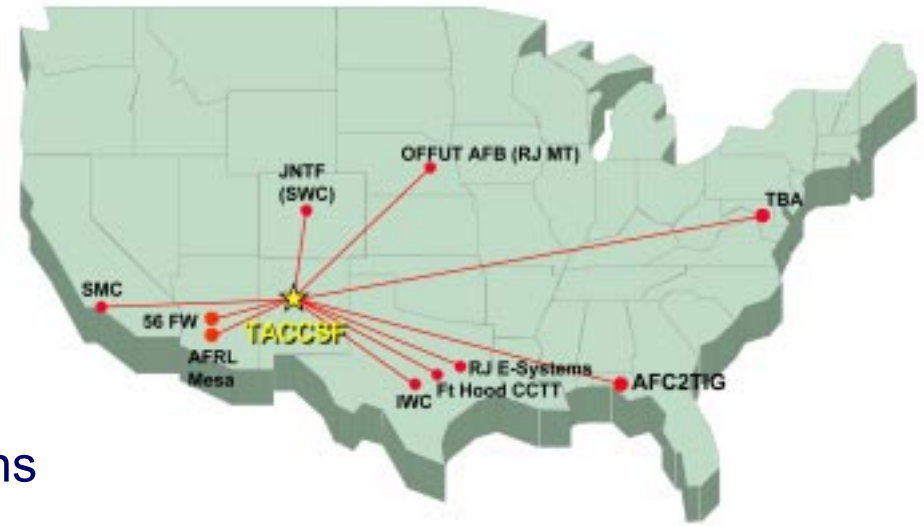 OFFUT AFB (RJ MT)
JNTF
(SWC)
TBA
SMC
56 FW
TACCSF
AFRL
Mesa
RJ E-Systems
AFC2TIG
Ft Hood CCTT
IWC
ns